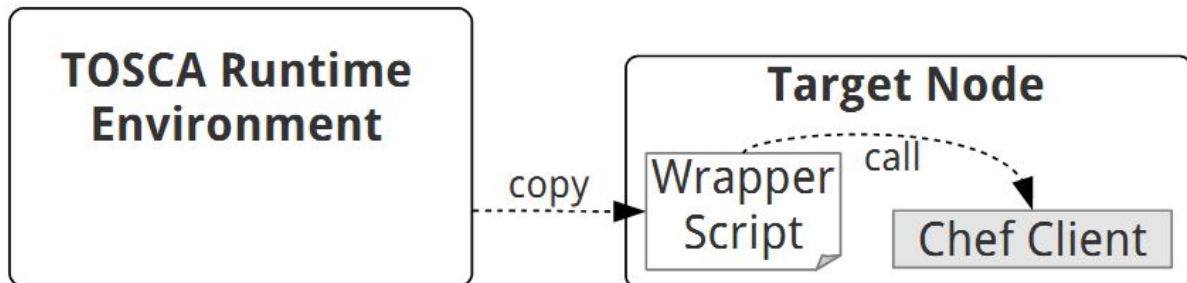 TOSCA Runtime
Environment
copy
Target Node
Wrapper
Script
call
Chef Client